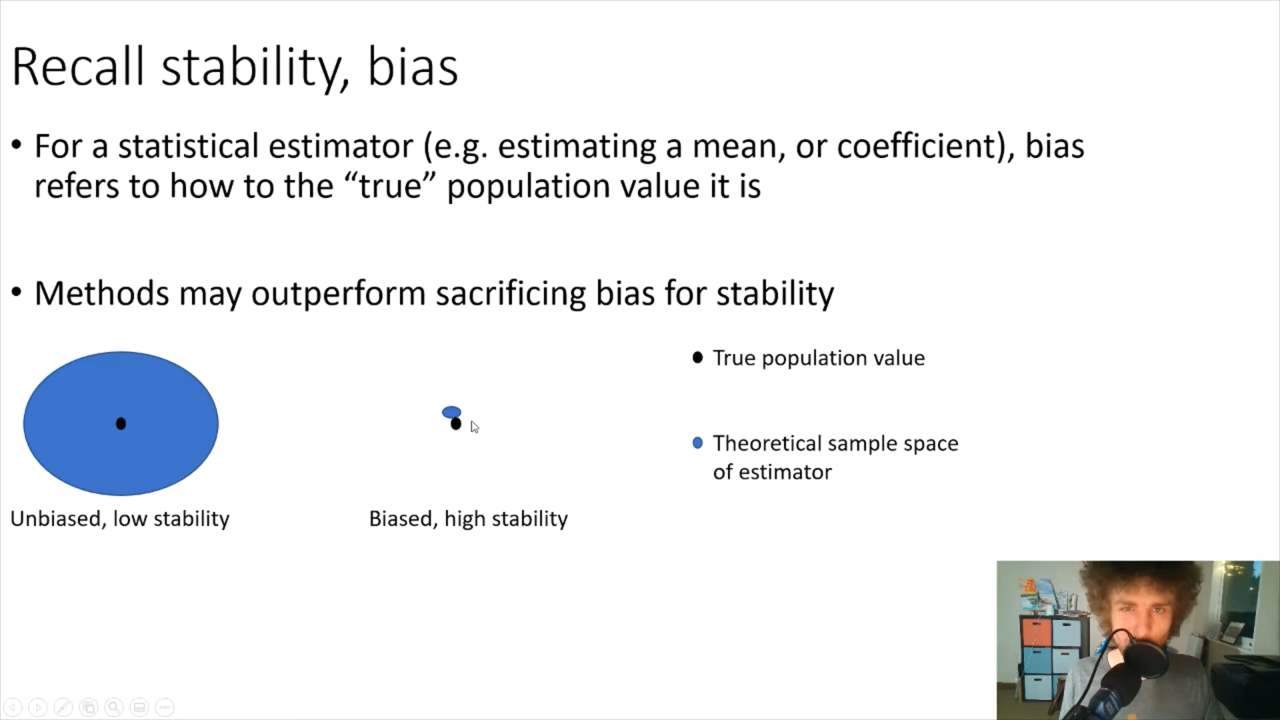 Recall stability, bias
• For a statistical estimator (e.g. estimating a mean, or coefficient), bias
refers to how to the “true” population value it is
• Methods may outperform sacrificing bias for stability
True population value
Theoretical sample space
of estimator
Unbiased, low stability
Biased, high stability